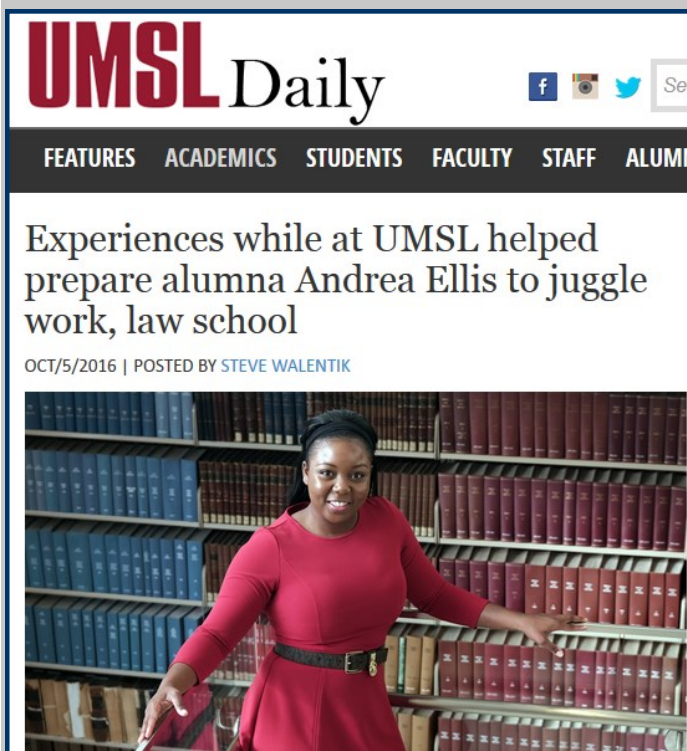 UMSL Daily
f
Se
FEATURES ACADEMICS STUDENTS FACULTY STAFF ALUM
Experiences while at UMSL helped
prepare alumna Andrea Ellis to juggle
work, law school
OCT/5/2016 | POSTED BY STEVE WALENTIK